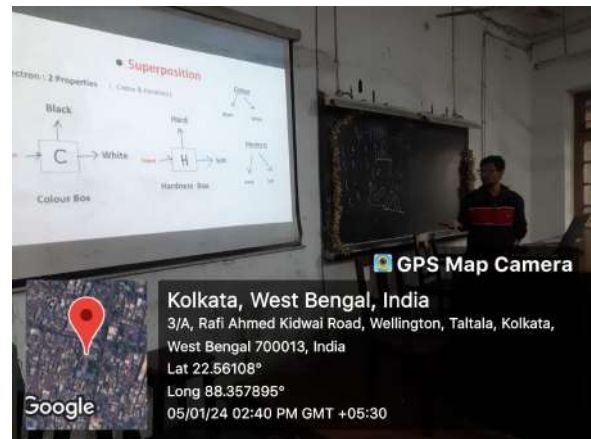 Superposition
ectron : 2 Properties
Colour
Black
Hard
C
White
H
Soft
Hardness
Colour Box
Hardness Box
GPS Map Camera
Kolkata, West Bengal, India
3/A, Rafi Ahmed Kidwai Road, Wellington, Taltala, Kolkata,
West Bengal 700013, India
Lat 22.56108°
Long 88.357895°
05/01/24 02:40 PM GMT +05:30
Google